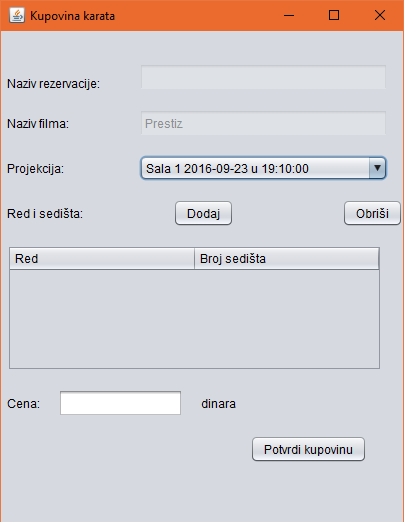 Kupovina karata
Naziv rezervacije:
Naziv filma: Prestiz
Projekcija: Sala 1 2016-09-23 u 19:10:00
Red i sedišta: Dodaj Obriši
Red Broj sedišta
Cena: dinara
Potvrdi kupovinu